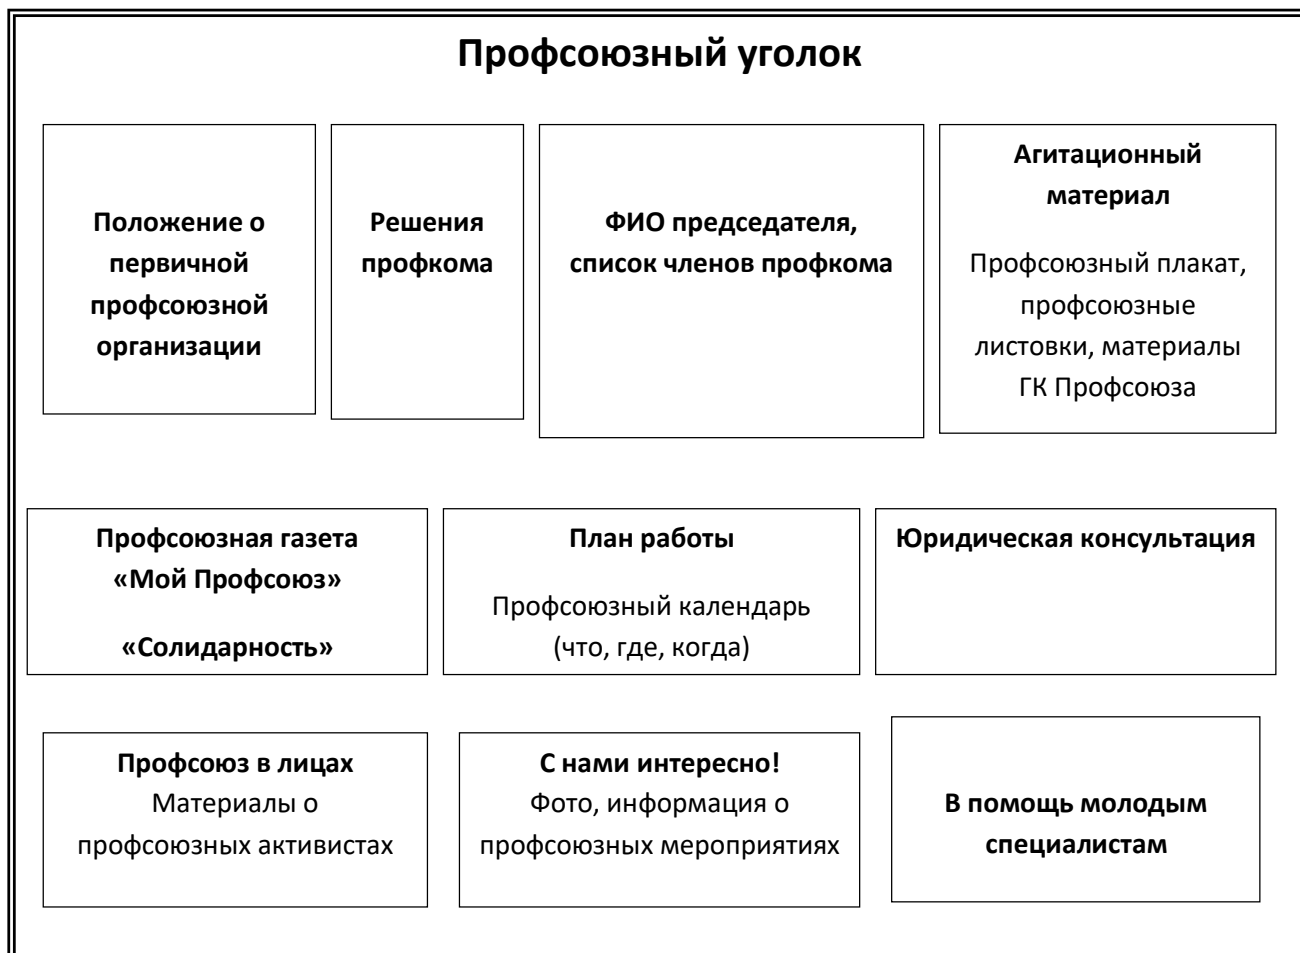 Профсоюзный уголок
Положение о
первичной
профсоюзной
организации
Решения
профкома
ФИО председателя,
список членов профкома
Агитационный
материал
Профсоюзный плакат,
профсоюзные
листовки, материалы
ГК Профсоюза
Профсоюзная газета
«Мой Профсоюз»
«Солидарность»
План работы
Профсоюзный календарь
(что, где, когда)
Юридическая консультация
Профсоюз в лицах
Материалы о
профсоюзных активистах
С нами интересно!
Фото, информация о
профсоюзных мероприятиях
В помощь молодым
специалистам